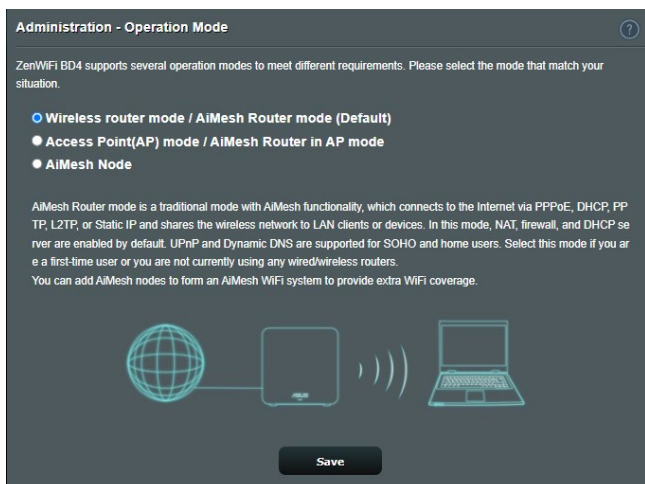 Administration - Operation Mode
?
ZenWiFi BD4 supports several operation modes to meet different requirements. Please select the mode that match your
situation.
Wireless router mode / AiMesh Router mode (Default)
Access Point(AP) mode / AiMesh Router in AP mode
AiMesh Node
AiMesh Router mode is a traditional mode with AiMesh functionality, which connects to the Internet via PPPoE, DHCP, PP
TP, L2TP, or Static IP and shares the wireless network to LAN clients or devices. In this mode, NAT, firewall, and DHCP se
rver are enabled by default. UPnP and Dynamic DNS are supported for SOHO and home users. Select this mode if you ar
e a first-time user or you are not currently using any wired/wireless routers.
You can add AiMesh nodes to form an AiMesh WiFi system to provide extra WiFi coverage.
ASUS
Save